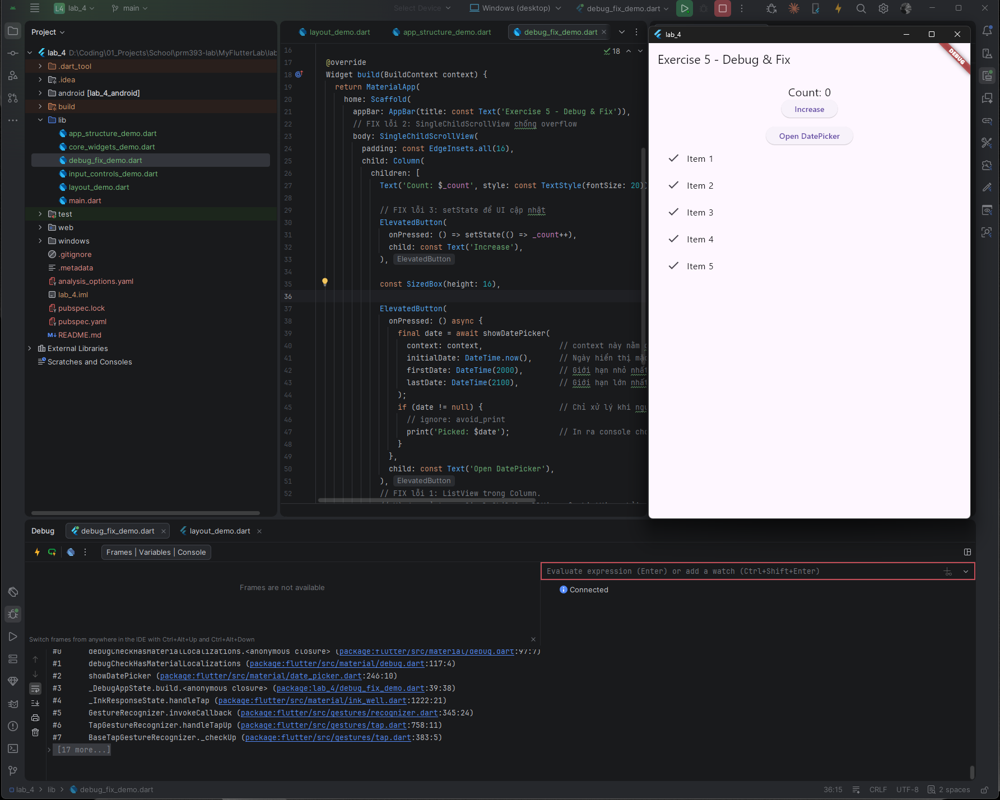 L4 lab_4
main
Select Device
Windows (desktop)
debug_fix_demo.dart
Project
lab_4 D:\Coding\01_Projects\School\prm393-lab\MyFlutterLab\lab
.dart_tool
.idea
android [lab_4_android]
build
lib
app_structure_demo.dart
core_widgets_demo.dart
debug_fix_demo.dart
input_controls_demo.dart
layout_demo.dart
main.dart
test
web
windows
.gitignore
.metadata
analysis_options.yaml
lab_4.iml
pubspec.lock
pubspec.yaml
README.md
External Libraries
Scratches and Consoles
layout_demo.dart
app_structure_demo.dart
debug_fix_demo.dart
18
16
17 @override
18 Widget build(BuildContext context) {
19 return MaterialApp(
20 home: Scaffold(
21 appBar: AppBar(title: const Text('Exercise 5 - Debug & Fix')),
22 // FIX lỗi 2: SingleChildScrollView chống overflow
23 body: SingleChildScrollView(
24 padding: const EdgeInsets.all(16),
25 child: Column(
26 children: [
27 Text('Count: $_count', style: const TextStyle(fontSize: 20)
28
29 // FIX lỗi 3: setState để UI cập nhật
30 ElevatedButton(
31 onPressed: () => setState(() => _count++),
32 child: const Text('Increase'),
33 ), ElevatedButton
34
35 const SizedBox(height: 16),
36
37 ElevatedButton(
38 onPressed: () async {
39 final date = await showDatePicker(
40 context: context, // context này nằm
41 initialDate: DateTime.now(), // Ngày hiển thị mặc
42 firstDate: DateTime(2000), // Giới hạn nhỏ nhất
43 lastDate: DateTime(2100), // Giới hạn lớn nhất
44 );
45 if (date != null) { // Chỉ xử lý khi
46 // ignore: avoid_print
47 print('Picked: $date'); // In ra console
48 }
49 },
50 child: const Text('Open DatePicker'),
51 ), ElevatedButton
52 // FIX lỗi 1: ListView trong Column.
lab_4
DEBUG
Exercise 5 - Debug & Fix
Count: 0
Increase
Open DatePicker
Item 1
Item 2
Item 3
Item 4
Item 5
Debug
debug_fix_demo.dart
layout_demo.dart
Frames | Variables | Console
Frames are not available
Evaluate expression (Enter) or add a watch (Ctrl+Shift+Enter)
Connected
Switch frames from anywhere in the IDE with Ctrl+Alt+Up and Ctrl+Alt+Down
#0 debugCheckHasMaterialLocalizations.<anonymous closure> (package:flutter/src/material/debug.dart:97:7)
#1 debugCheckHasMaterialLocalizations (package:flutter/src/material/debug.dart:117:4)
#2 showDatePicker (package:flutter/src/material/date_picker.dart:246:10)
#3 _DebugAppState.build.<anonymous closure> (package:lab_4/debug_fix_demo.dart:39:38)
#4 _InkResponseState.handleTap (package:flutter/src/material/ink_well.dart:1222:21)
#5 GestureRecognizer.invokeCallback (package:flutter/src/gestures/recognizer.dart:345:24)
#6 TapGestureRecognizer.handleTapUp (package:flutter/src/gestures/tap.dart:758:11)
#7 BaseTapGestureRecognizer._checkUp (package:flutter/src/gestures/tap.dart:383:5)
[17 more...]
lab_4 > lib > debug_fix_demo.dart
36:15
CRLF
UTF-8
2 spaces